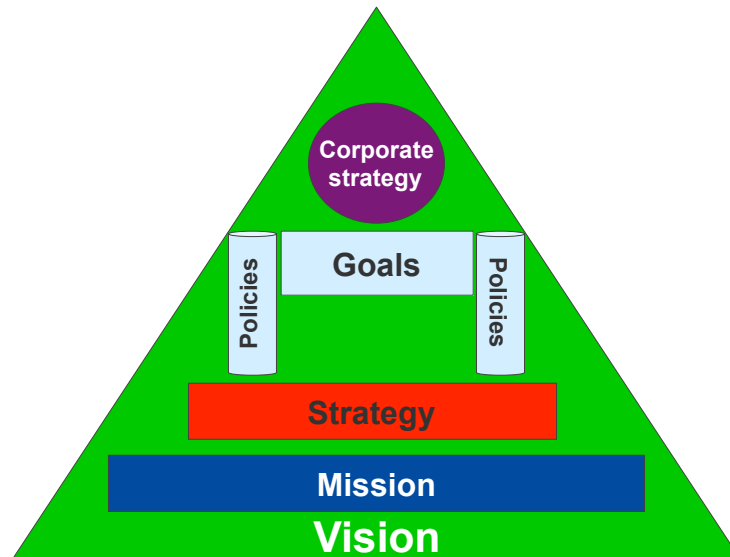 Corporate
strategy
Policies
Goals
Policies
Strategy
Mission
Vision